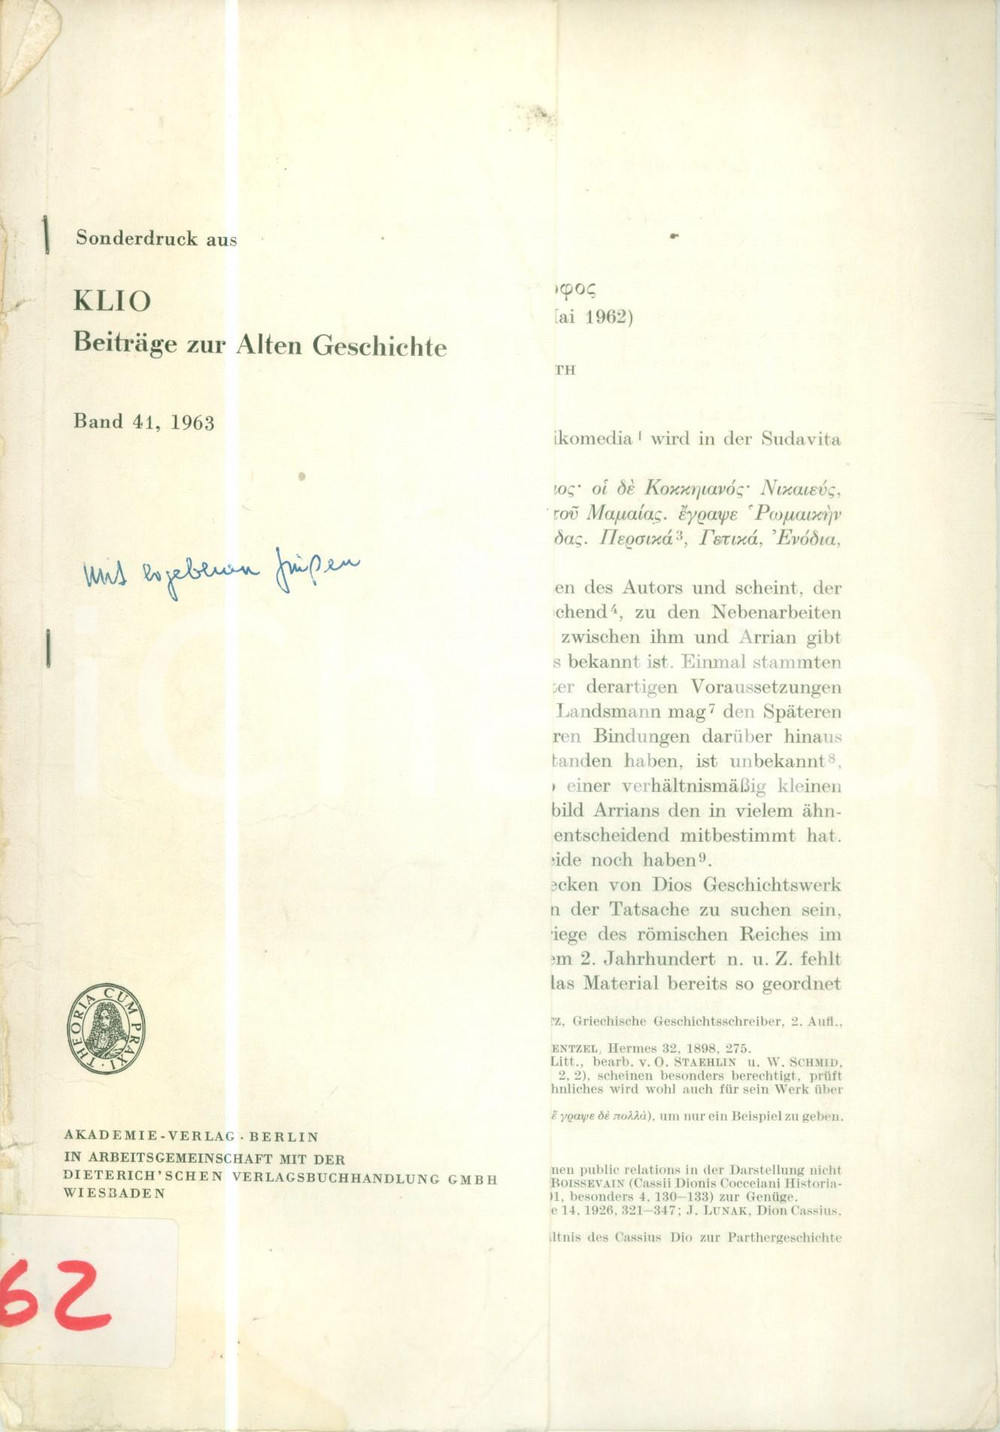 Sonderdruck aus
KLIO
Beiträge zur Alten Geschichte
Band 41, 1963
Mit ergebenen Grüßen
THEORIA CUM PRAXI
AKADEMIE-VERLAG · BERLIN
IN ARBEITSGEMEINSCHAFT MIT DER
DIETERICH'SCHEN VERLAGSBUCHHANDLUNG GMBH
WIESBADEN
62
φος
ai 1962)
TH
ikomedia¹ wird in der Sudavita
ιος· οἱ δὲ Κοκκηιανός· Νικαιεύς,
τοῦ Μαμαίας. ἔγραψε Ῥωμαικὴν
δας. Περσικά³, Γετικά, Ἐνόδια,
en des Autors und scheint, der
chend⁴, zu den Nebenarbeiten
zwischen ihm und Arrian gibt
s bekannt ist. Einmal stammten
er derartigen Voraussetzungen
Landsmann mag⁷ den Späteren
ren Bindungen darüber hinaus
tanden haben, ist unbekannt⁸,
einer verhältnismäßig kleinen
bild Arrians den in vielem ähn-
entscheidend mitbestimmt hat.
ide noch haben⁹.
ecken von Dios Geschichtswerk
n der Tatsache zu suchen sein,
iege des römischen Reiches im
em 2. Jahrhundert n. u. Z. fehlt
las Material bereits so geordnet
z, Griechische Geschichtsschreiber, 2. Aufl.,
ENTZEL, Hermes 32, 1898, 275.
Litt., bearb. v. O. STAEHLIN u. W. SCHMID,
2, 2), scheinen besonders berechtigt, prüft
hnliches wird wohl auch für sein Werk über
ἔγραψε δὲ πολλά), um nur ein Beispiel zu geben.
nen public relations in der Darstellung nicht
BOISSEVAIN (Cassii Dionis Cocceiani Historia-
1, besonders 4, 130—133) zur Genüge.
e 14, 1926, 321—347; J. LUNAK, Dion Cassius,
ltnis des Cassius Dio zur Parthergeschichte